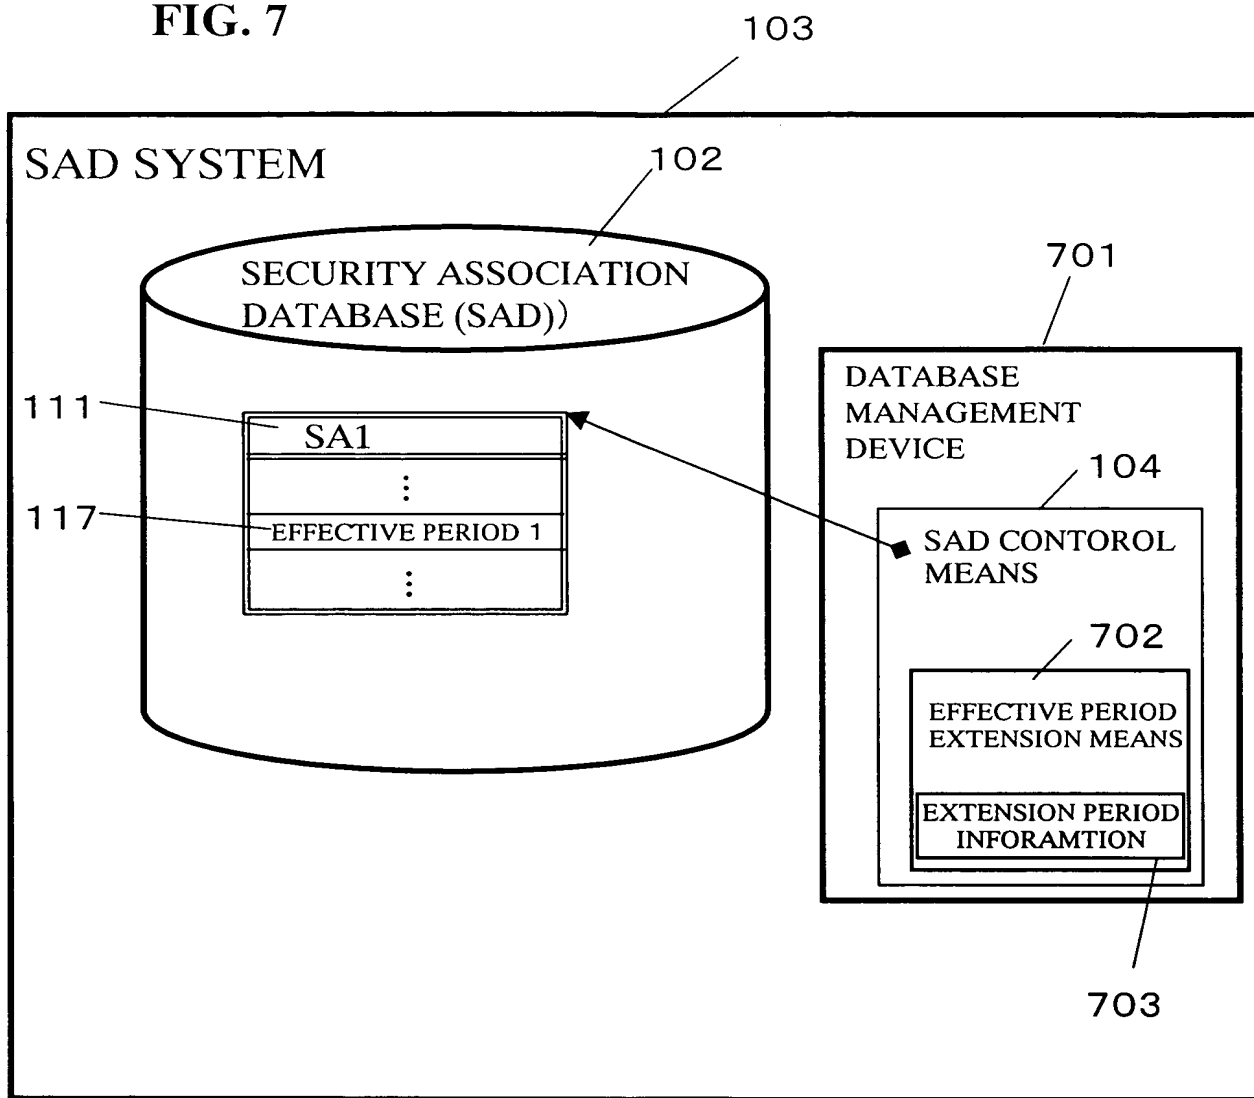 FIG. 7
103
SAD SYSTEM
102
SECURITY ASSOCIATION
DATABASE (SAD))
701
DATABASE
MANAGEMENT
DEVICE
111
SA1
⋮
104
117
EFFECTIVE PERIOD 1
SAD CONTOROL
MEANS
⋮
702
EFFECTIVE PERIOD
EXTENSION MEANS
EXTENSION PERIOD
INFORAMTION
703